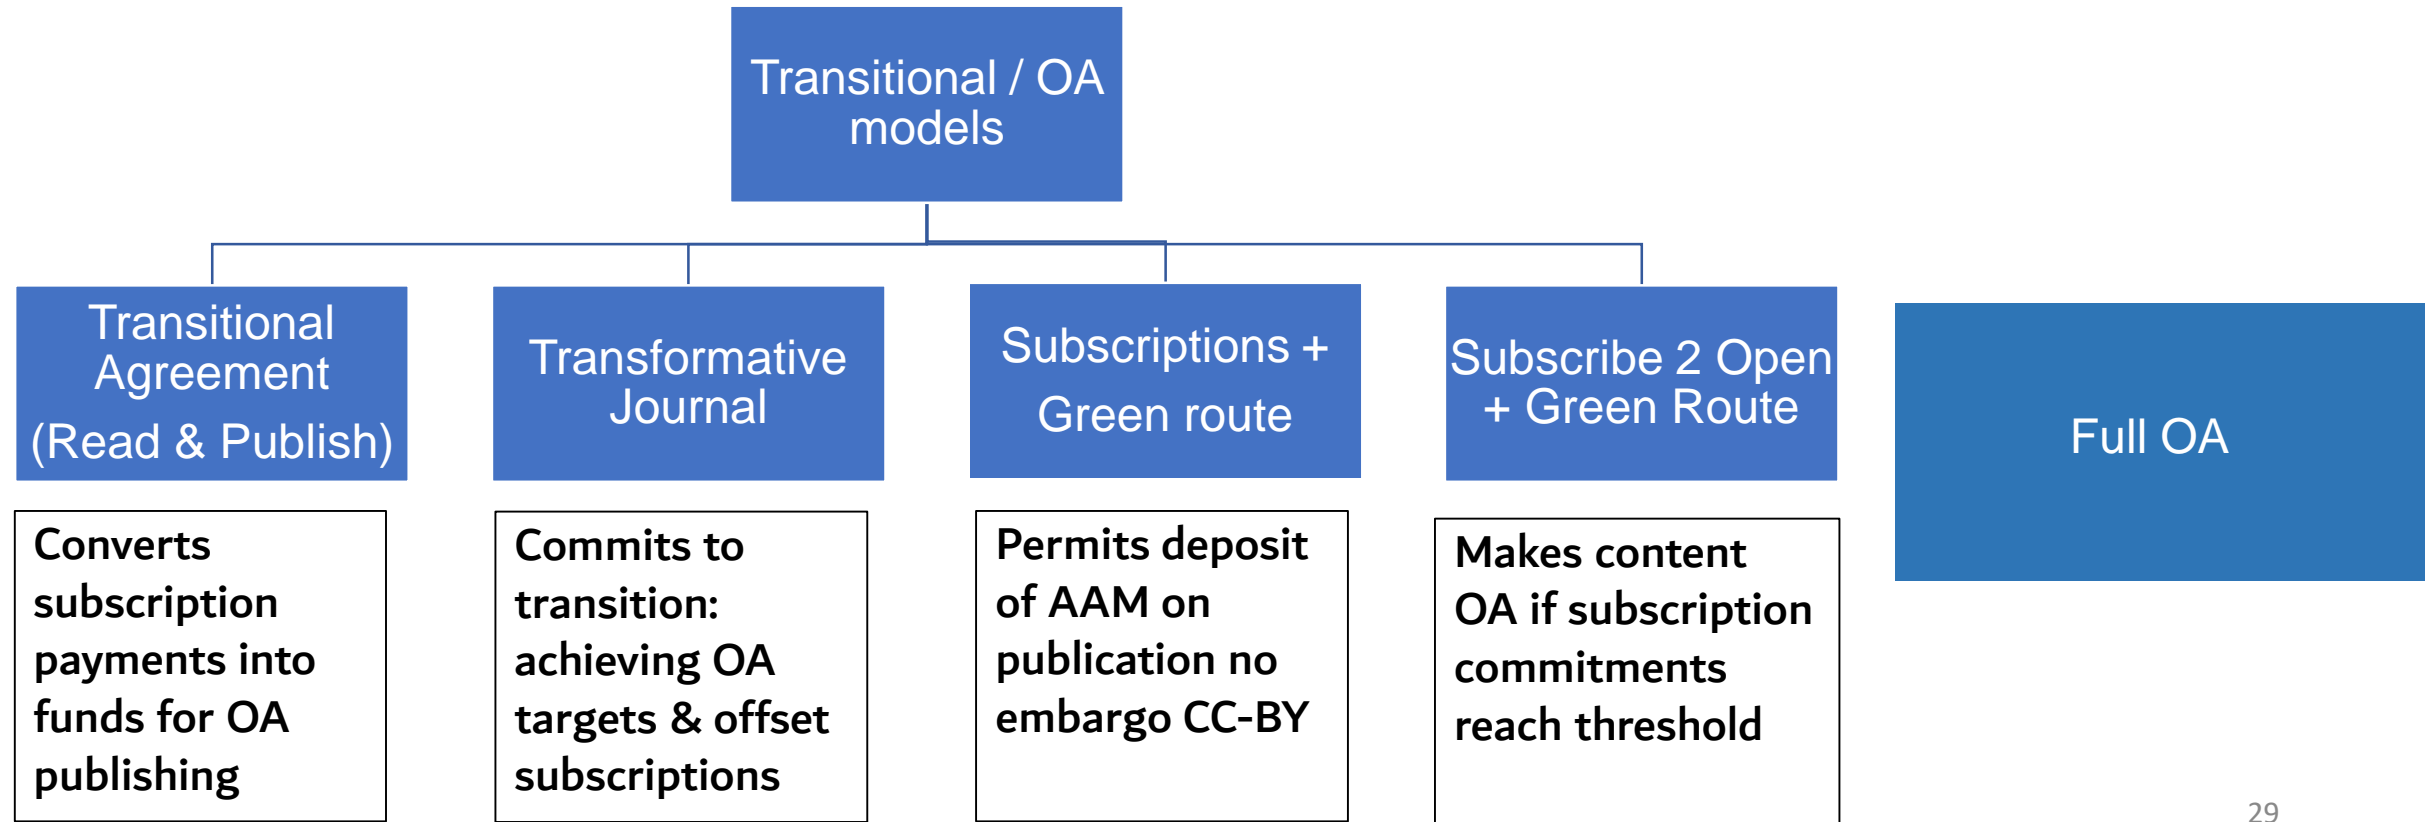 Transitional / OA
models
Transitional
Agreement
(Read & Publish)
Transformative
Journal
Subscriptions +
Green route
Subscribe 2 Open
+ Green Route
Full OA
Converts
subscription
payments into
funds for OA
publishing
Commits to
transition:
achieving OA
targets & offset
subscriptions
Permits deposit
of AAM on
publication no
embargo CC-BY
Makes content
OA if subscription
commitments
reach threshold
29